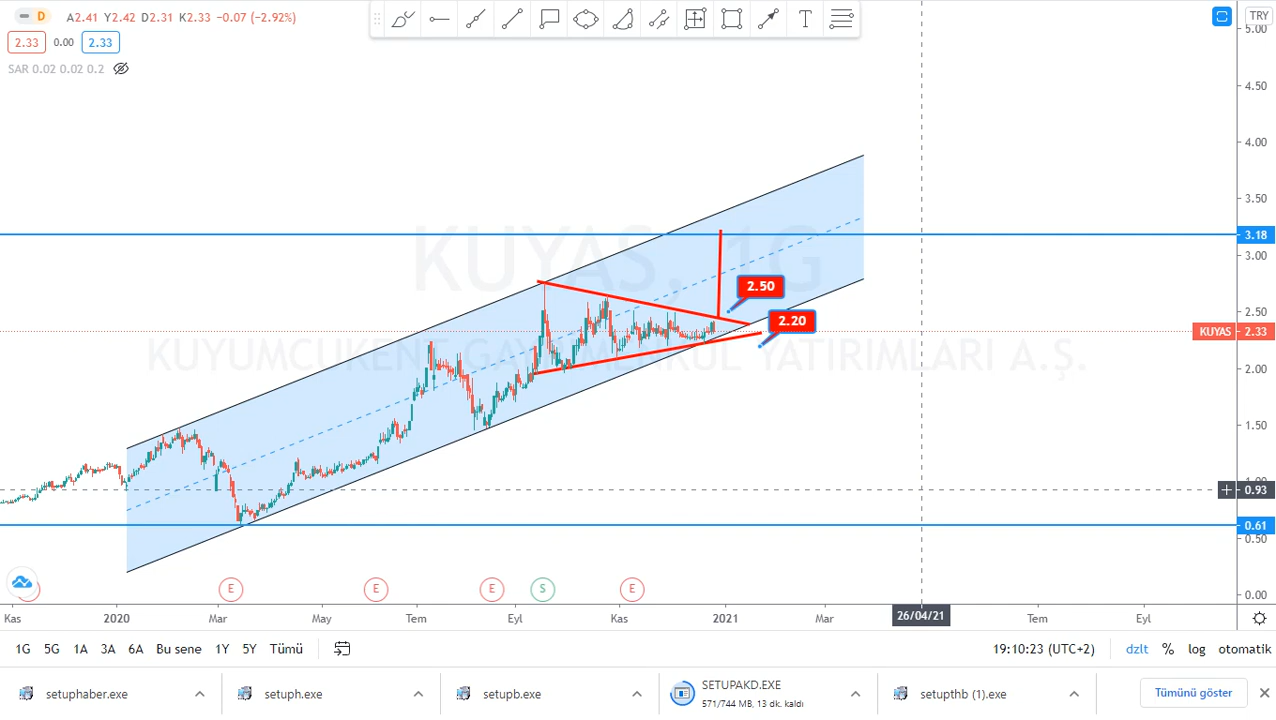 D A2.41 Y2.42 D2.31 K2.33 -0.07 (-2.92%)
TRY
2.33 0.00 2.33
SAR 0.02 0.02 0.2
5.00
4.50
4.00
3.50
3.18
3.00
2.50
KUYAS 2.33
2.00
1.50
1.00
0.93
0.61
0.50
0.00
KUYAS, 1G
KUYUMCUKENT GAYRİMENKUL YATIRIMLARI A.Ş.
2.50
2.20
E E E S E
Kas 2020 Mar May Tem Eyl Kas 2021 Mar 26/04/21 Tem Eyl
1G 5G 1A 3A 6A Bu sene 1Y 5Y Tümü 19:10:23 (UTC+2) dzlt % log otomatik
setuphaber.exe setuph.exe setupb.exe SETUPAKD.EXE setupthb (1).exe Tümünü göster
571/744 MB, 13 dk. kaldı